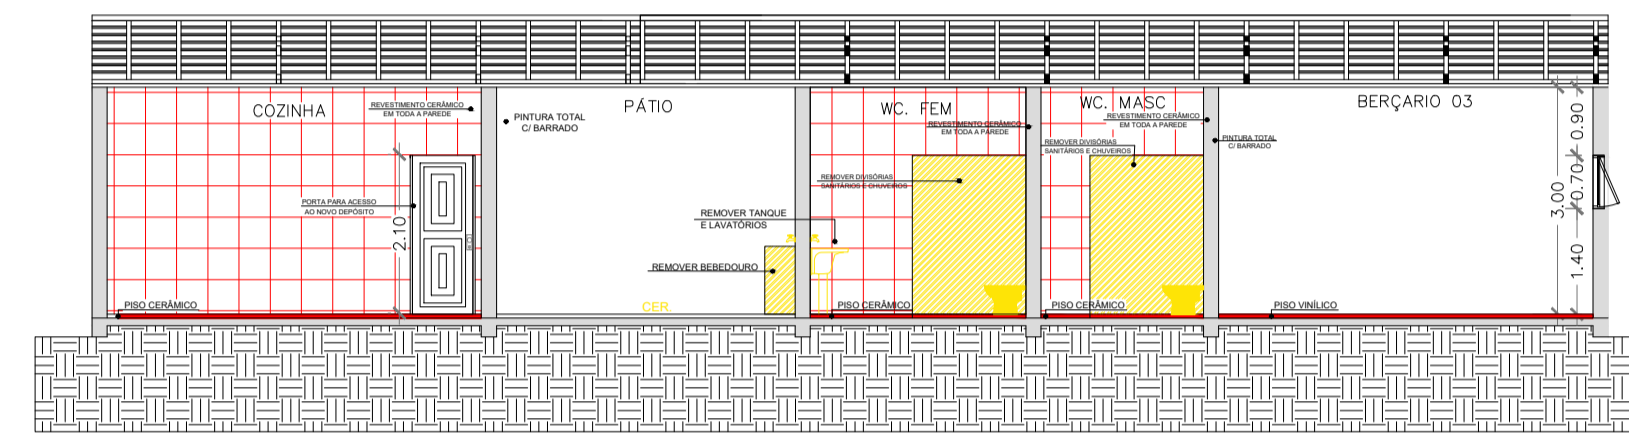 COZINHA
REVESTIMENTO CERÂMICO
EM TODA A PAREDE
PORTA PARA ACESSO
AO NOVO DEPÓSITO
2.10
PISO CERÂMICO
PÁTIO
PINTURA TOTAL
C/ BARRADO
REMOVER TANQUE
E LAVATÓRIOS
REMOVER BEBEDOURO
CER.
WC. FEM
REVESTIMENTO CERÂMICO
EM TODA A PAREDE
REMOVER DIVISÓRIAS
SANITÁRIOS E CHUVEIROS
PISO CERÂMICO
WC. MASC
REVESTIMENTO CERÂMICO
EM TODA A PAREDE
REMOVER DIVISÓRIAS
SANITÁRIOS E CHUVEIROS
PISO CERÂMICO
BERÇARIO 03
PINTURA TOTAL
C/ BARRADO
PISO VINÍLICO
3,00
0.90
0.70
1.40